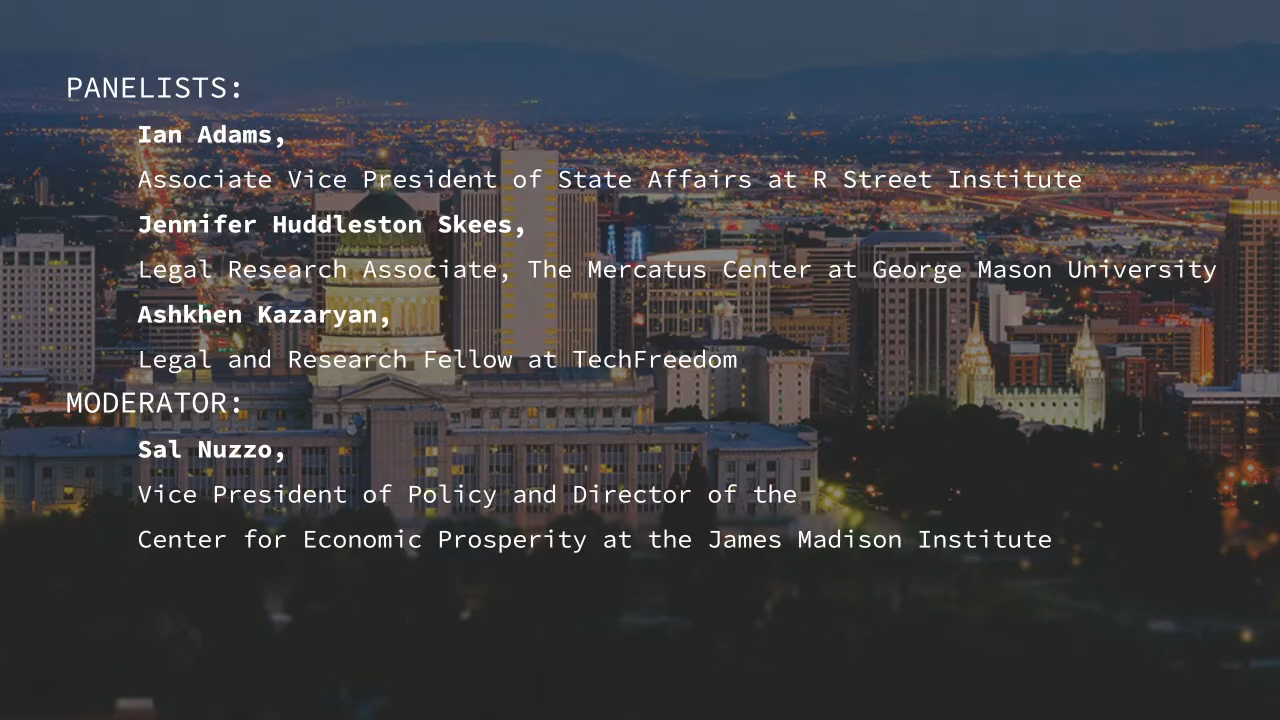 PANELISTS:
Ian Adams,
Associate Vice President of State Affairs at R Street Institute
Jennifer Huddleston Skees,
Legal Research Associate, The Mercatus Center at George Mason University
Ashkhen Kazaryan,
Legal and Research Fellow at TechFreedom
MODERATOR:
Sal Nuzzo,
Vice President of Policy and Director of the
Center for Economic Prosperity at the James Madison Institute